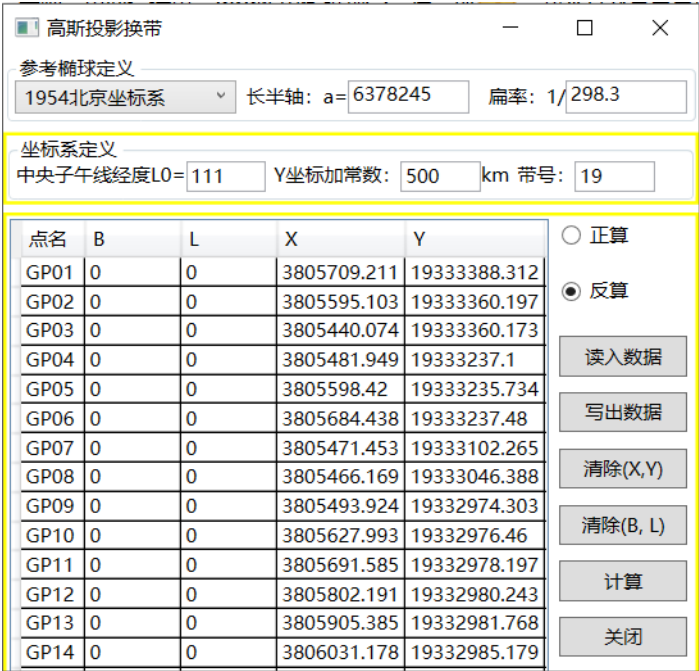 高斯投影换带
参考椭球定义
1954北京坐标系 长半轴: a= 6378245 扁率: 1/ 298.3
坐标系定义
中央子午线经度L0= 111 Y坐标加常数: 500 km 带号: 19
点名 B L X Y
GP01 0 0 3805709.211 19333388.312
GP02 0 0 3805595.103 19333360.197
GP03 0 0 3805440.074 19333360.173
GP04 0 0 3805481.949 19333237.1
GP05 0 0 3805598.42 19333235.734
GP06 0 0 3805684.438 19333237.48
GP07 0 0 3805471.453 19333102.265
GP08 0 0 3805466.169 19333046.388
GP09 0 0 3805493.924 19332974.303
GP10 0 0 3805627.993 19332976.46
GP11 0 0 3805691.585 19332978.197
GP12 0 0 3805802.191 19332980.243
GP13 0 0 3805905.385 19332981.768
GP14 0 0 3806031.178 19332985.179
正算
反算
读入数据
写出数据
清除(X,Y)
清除(B, L)
计算
关闭